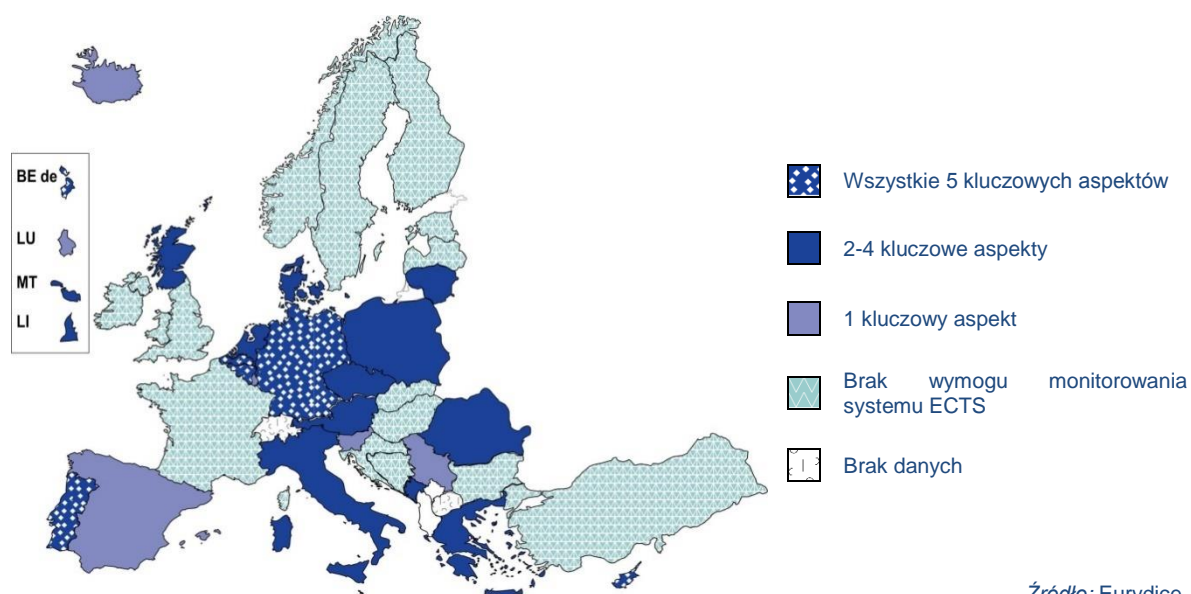 BE de
LU
MT
LI
Wszystkie 5 kluczowych aspektów
2-4 kluczowe aspekty
1 kluczowy aspekt
Brak wymogu monitorowania
systemu ECTS
Brak danych
Źródło: Eurydice